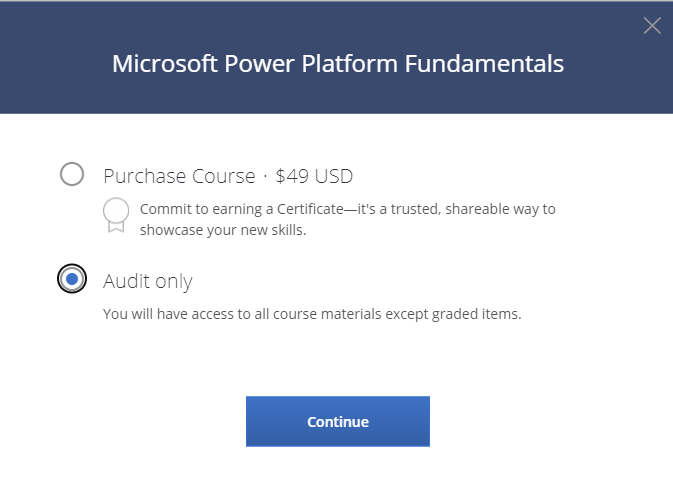 Microsoft Power Platform Fundamentals
Purchase Course · $49 USD
Commit to earning a Certificate—it's a trusted, shareable way to
showcase your new skills.
Audit only
You will have access to all course materials except graded items.
Continue